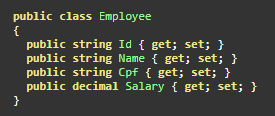 public class Employee
{
  public string Id { get; set; }
  public string Name { get; set; }
  public string Cpf { get; set; }
  public decimal Salary { get; set; }
}